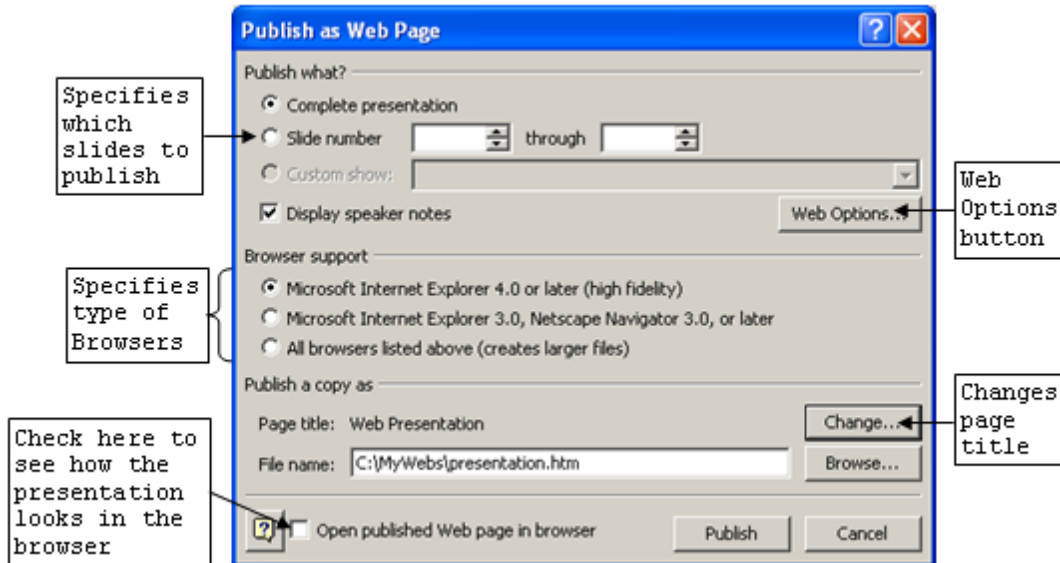 Publish as Web Page
Publish what?
Specifies
which
slides to
publish
Complete presentation
Slide number
through
Custom show:
Display speaker notes
Web Options...
Web
Options
button
Browser support
Specifies
type of
Browsers
Microsoft Internet Explorer 4.0 or later (high fidelity)
Microsoft Internet Explorer 3.0, Netscape Navigator 3.0, or later
All browsers listed above (creates larger files)
Publish a copy as
Page title: Web Presentation
Change...
Changes
page
title
File name: C:\MyWebs\presentation.htm
Browse...
Check here to
see how the
presentation
looks in the
browser
Open published Web page in browser
Publish
Cancel